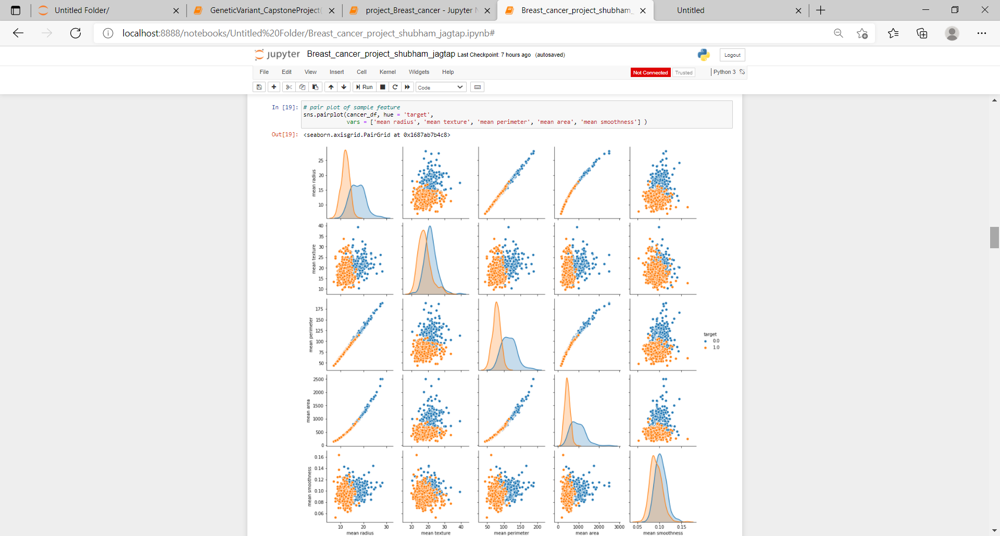 Untitled Folder/
GeneticVariant_CapstoneProject(
project_Breast_cancer - Jupyter N
Breast_cancer_project_shubham_
Untitled
localhost:8888/notebooks/Untitled%20Folder/Breast_cancer_project_shubham_jagtap.ipynb#
jupyter Breast_cancer_project_shubham_jagtap Last Checkpoint: 7 hours ago (autosaved)
Logout
File Edit View Insert Cell Kernel Widgets Help
Not Connected Trusted Python 3
Run Code
In [19]: # pair plot of sample feature
sns.pairplot(cancer_df, hue = 'target',
vars = ['mean radius', 'mean texture', 'mean perimeter', 'mean area', 'mean smoothness'] )
Out[19]: <seaborn.axisgrid.PairGrid at 0x1687ab7b4c8>
mean radius
25
20
15
10
mean texture
40
35
30
25
20
15
10
mean perimeter
175
150
125
100
75
50
target
0.0
1.0
mean area
2500
2000
1500
1000
500
0
mean smoothness
0.16
0.14
0.12
0.10
0.08
0.06
10 20 30 10 20 30 40 50 100 150 200 0 1000 2000 3000 0.05 0.10 0.15
mean radius mean texture mean perimeter mean area mean smoothness